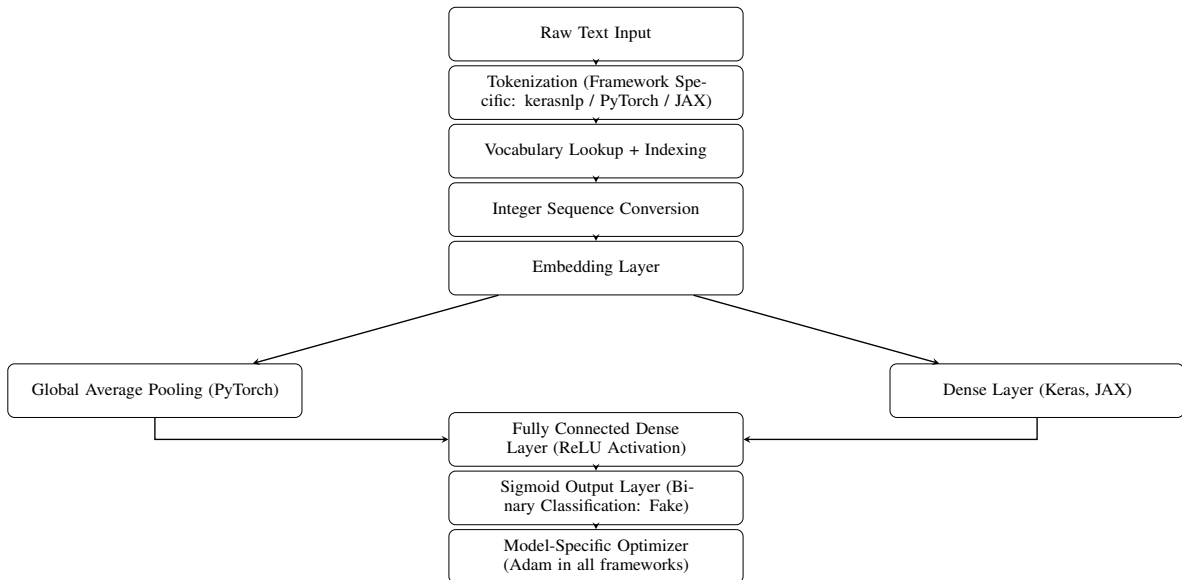 Raw Text Input
Tokenization (Framework Spe-
cific: kerasnlp / PyTorch / JAX)
Vocabulary Lookup + Indexing
Integer Sequence Conversion
Embedding Layer
Global Average Pooling (PyTorch)
Dense Layer (Keras, JAX)
Fully Connected Dense
Layer (ReLU Activation)
Sigmoid Output Layer (Bi-
nary Classification: Fake)
Model-Specific Optimizer
(Adam in all frameworks)